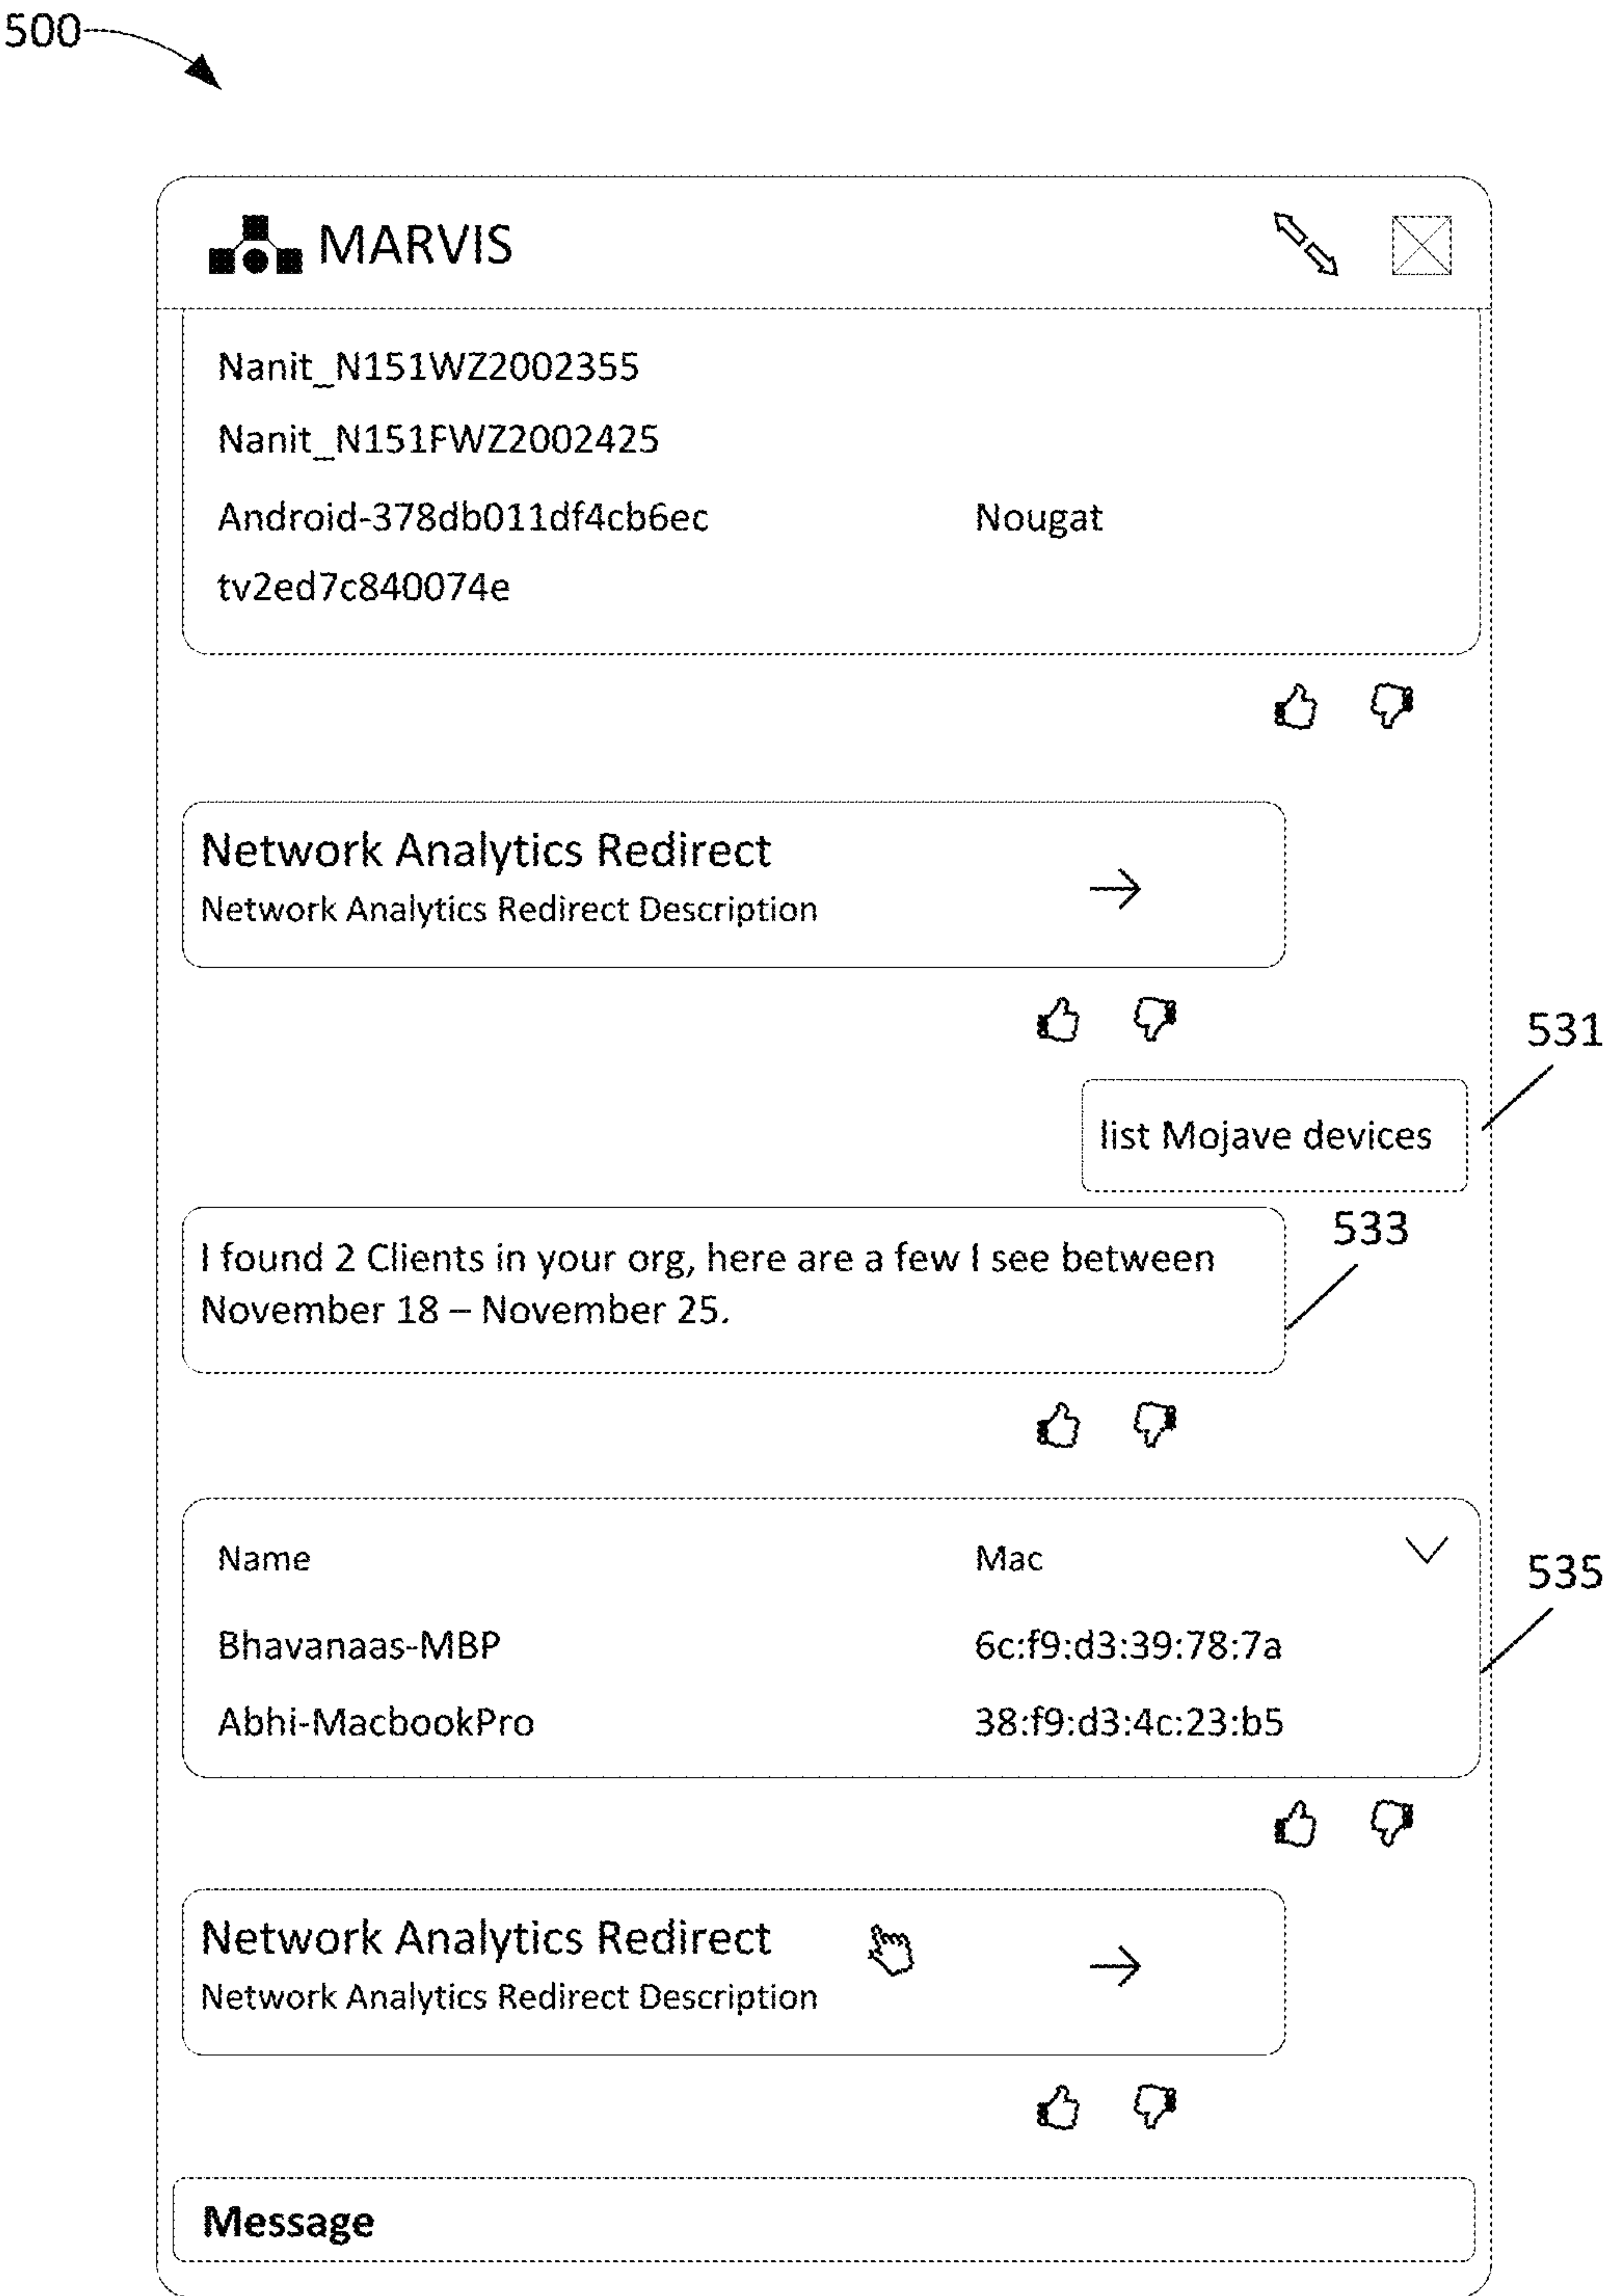 500
MARVIS
Nanit_N151WZ2002355
Nanit_N151FWZ2002425
Android-378db011df4cb6ec Nougat
tv2ed7c840074e
Network Analytics Redirect
Network Analytics Redirect Description
531
list Mojave devices
533
I found 2 Clients in your org, here are a few I see between
November 18 – November 25.
Name Mac
535
Bhavanaas-MBP 6c:f9:d3:39:78:7a
Abhi-MacbookPro 38:f9:d3:4c:23:b5
Network Analytics Redirect
Network Analytics Redirect Description
Message